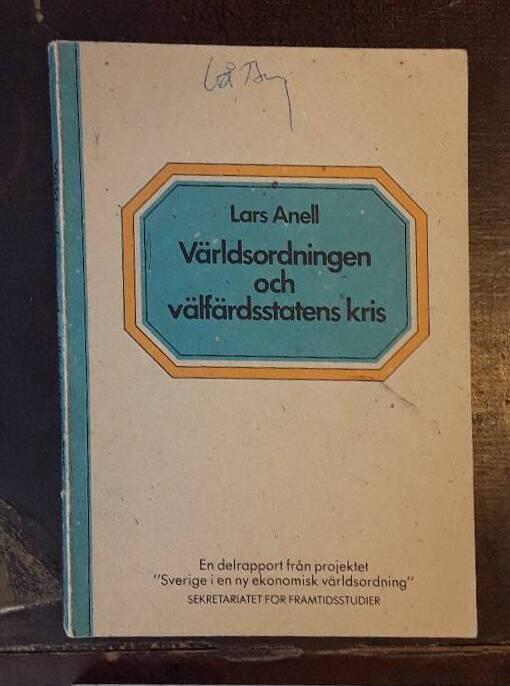 Lars Anell
Världsordningen
och
välfärdsstatens kris
En delrapport från projektet
"Sverige i en ny ekonomisk världsordning"
SEKRETARIATET FÖR FRAMTIDSSTUDIER